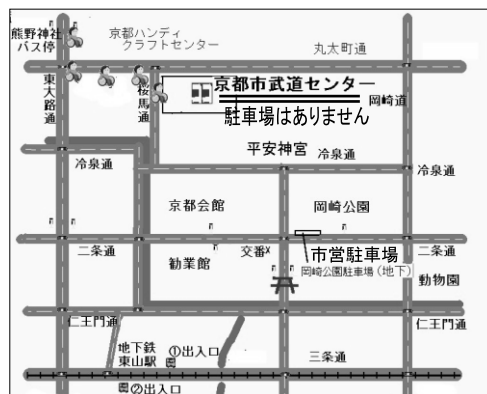 熊野神社
バス停
京都ハンディ
クラフトセンター
丸太町通
東大路通
桜馬通
京都市武道センター
駐車場はありません
岡崎道
平安神宮
冷泉通
冷泉通
冷泉通
京都会館
岡崎公園
二条通
勧業館
交番x
市営駐車場
岡崎公園駐車場(地下)
二条通
動物園
仁王門通
仁王門通
地下鉄
東山駅
①出入口
②出入口
三条通